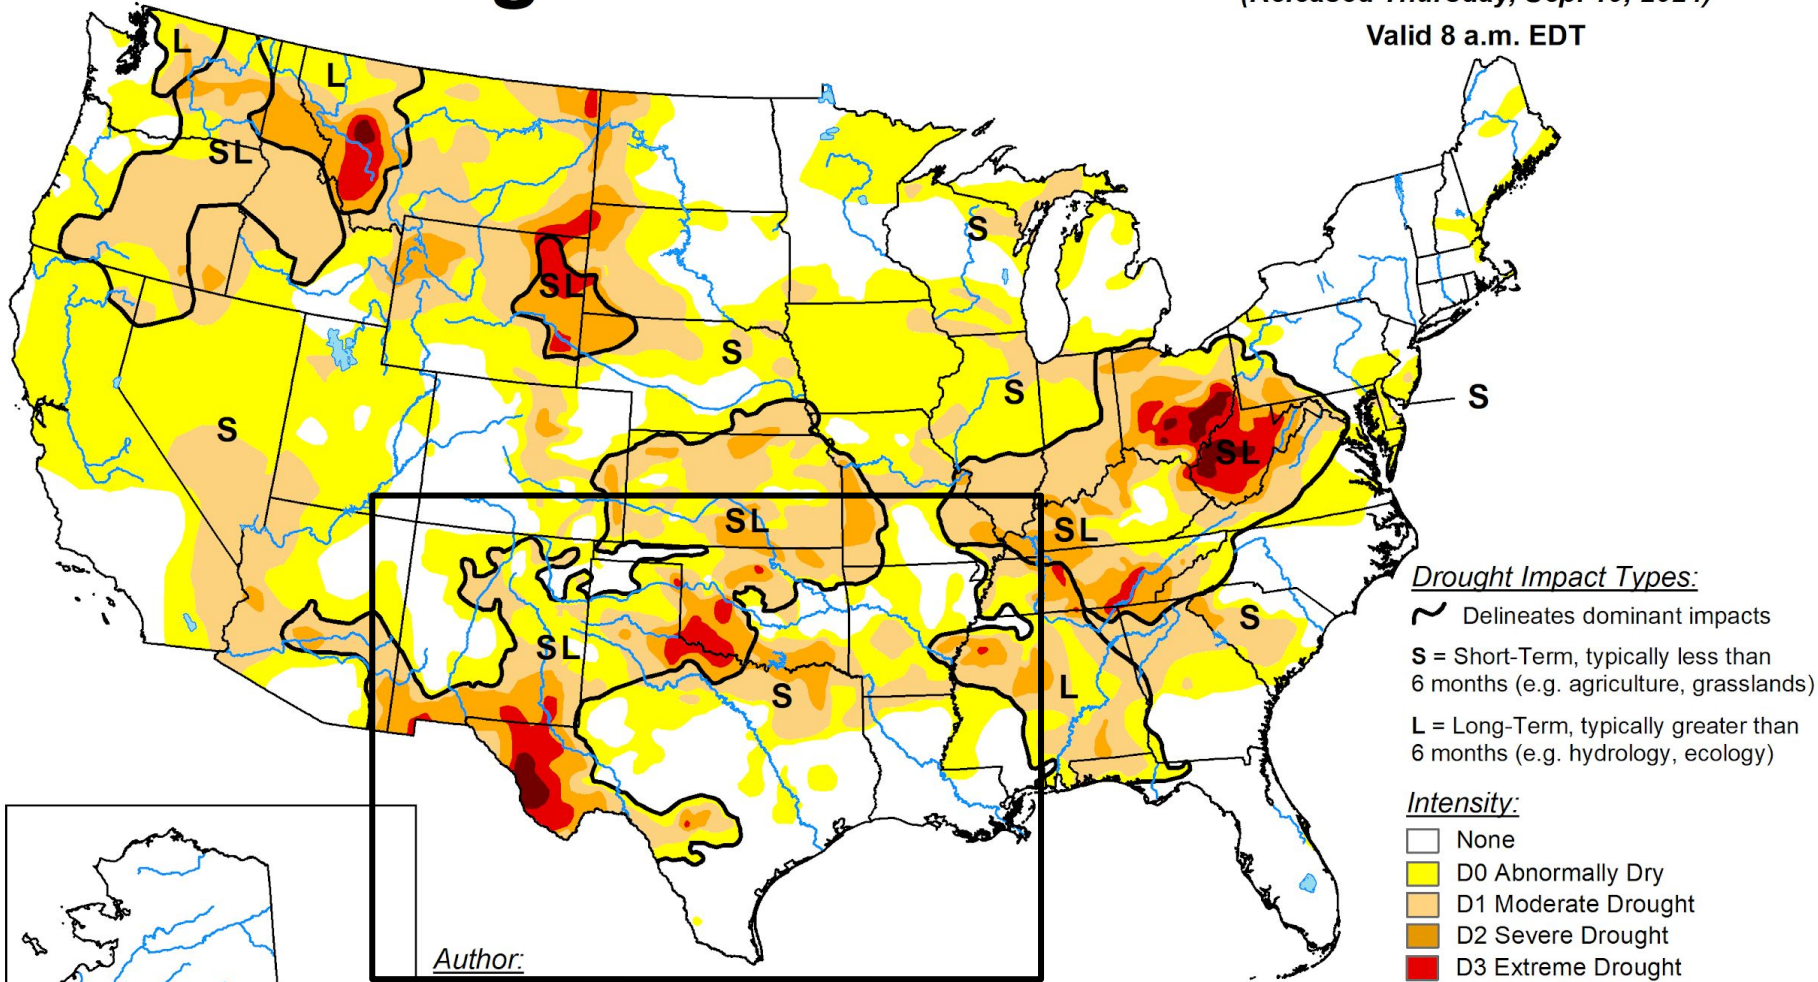 Valid 8 a.m. EDT
L
L
SL
S
SL
S
S
S
S
SL
SL
SL
S
SL
S
L
Drought Impact Types:
Delineates dominant impacts
S = Short-Term, typically less than
6 months (e.g. agriculture, grasslands)
L = Long-Term, typically greater than
6 months (e.g. hydrology, ecology)
Intensity:
None
D0 Abnormally Dry
D1 Moderate Drought
D2 Severe Drought
D3 Extreme Drought
Author: